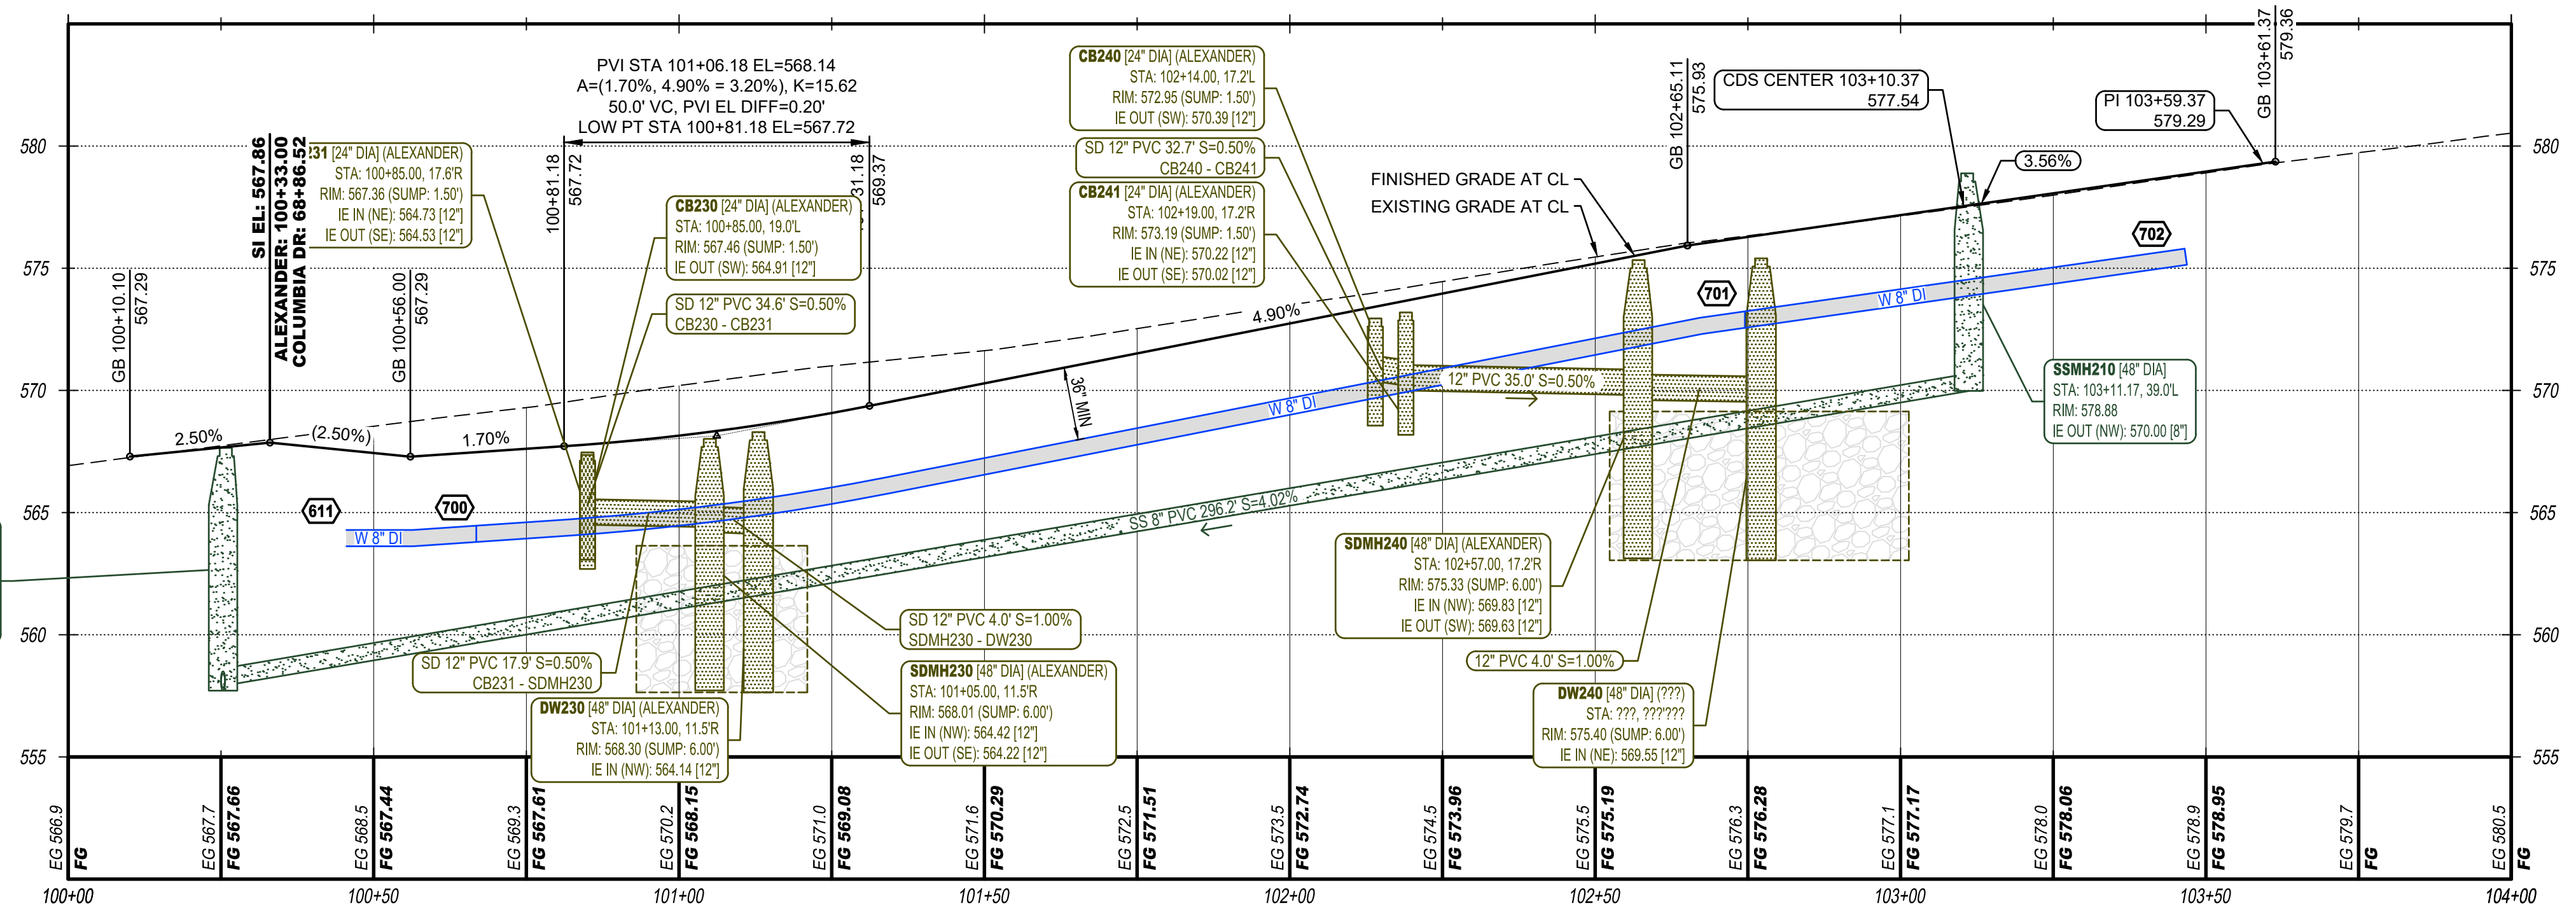 PVI STA 101+06.18 EL=568.14
A=(1.70%, 4.90% = 3.20%), K=15.62
50.0' VC, PVI EL DIFF=0.20'
LOW PT STA 100+81.18 EL=567.72
CB240 [24" DIA] (ALEXANDER)
STA: 102+14.00, 17.2'L
RIM: 572.95 (SUMP: 1.50')
IE OUT (SW): 570.39 [12"]
SD 12" PVC 32.7' S=0.50%
CB240 - CB241
CB241 [24" DIA] (ALEXANDER)
STA: 102+19.00, 17.2'R
RIM: 573.19 (SUMP: 1.50')
IE IN (NE): 570.22 [12"]
IE OUT (SE): 570.02 [12"]
FINISHED GRADE AT CL
EXISTING GRADE AT CL
GB 102+65.11
575.93
CDS CENTER 103+10.37
577.54
PI 103+59.37
579.29
GB 103+61.37
579.36
3.56%
580
575
570
565
560
555
580
575
570
565
560
555
GB 100+10.10
567.29
SI EL: 567.86
ALEXANDER: 100+33.00
COLUMBIA DR: 68+86.52
231 [24" DIA] (ALEXANDER)
STA: 100+85.00, 17.6'R
RIM: 567.36 (SUMP: 1.50')
IE IN (NE): 564.73 [12"]
IE OUT (SE): 564.53 [12"]
GB 100+56.00
567.29
100+81.18
567.72
31.18
569.37
CB230 [24" DIA] (ALEXANDER)
STA: 100+85.00, 19.0'L
RIM: 567.46 (SUMP: 1.50')
IE OUT (SW): 564.91 [12"]
SD 12" PVC 34.6' S=0.50%
CB230 - CB231
2.50%
(2.50%)
1.70%
4.90%
36" MIN
611
700
701
702
W 8" DI
W 8" DI
W 8" DI
12" PVC 35.0' S=0.50%
SS 8" PVC 296.2' S=4.02%
SSMH210 [48" DIA]
STA: 103+11.17, 39.0'L
RIM: 578.88
IE OUT (NW): 570.00 [8"]
SDMH240 [48" DIA] (ALEXANDER)
STA: 102+57.00, 17.2'R
RIM: 575.33 (SUMP: 6.00')
IE IN (NW): 569.83 [12"]
IE OUT (SW): 569.63 [12"]
12" PVC 4.0' S=1.00%
DW240 [48" DIA] (???)
STA: ???, ???'???
RIM: 575.40 (SUMP: 6.00')
IE IN (NE): 569.55 [12"]
SD 12" PVC 4.0' S=1.00%
SDMH230 - DW230
SD 12" PVC 17.9' S=0.50%
CB231 - SDMH230
SDMH230 [48" DIA] (ALEXANDER)
STA: 101+05.00, 11.5'R
RIM: 568.01 (SUMP: 6.00')
IE IN (NW): 564.42 [12"]
IE OUT (SE): 564.22 [12"]
DW230 [48" DIA] (ALEXANDER)
STA: 101+13.00, 11.5'R
RIM: 568.30 (SUMP: 6.00')
IE IN (NW): 564.14 [12"]
EG 566.9
FG
EG 567.7
FG 567.66
EG 568.5
FG 567.44
EG 569.3
FG 567.61
EG 570.2
FG 568.15
EG 571.0
FG 569.08
EG 571.6
FG 570.29
EG 572.5
FG 571.51
EG 573.5
FG 572.74
EG 574.5
FG 573.96
EG 575.5
FG 575.19
EG 576.3
FG 576.28
EG 577.1
FG 577.17
EG 578.0
FG 578.06
EG 578.9
FG 578.95
EG 579.7
FG
EG 580.5
FG
100+00
100+50
101+00
101+50
102+00
102+50
103+00
103+50
104+00